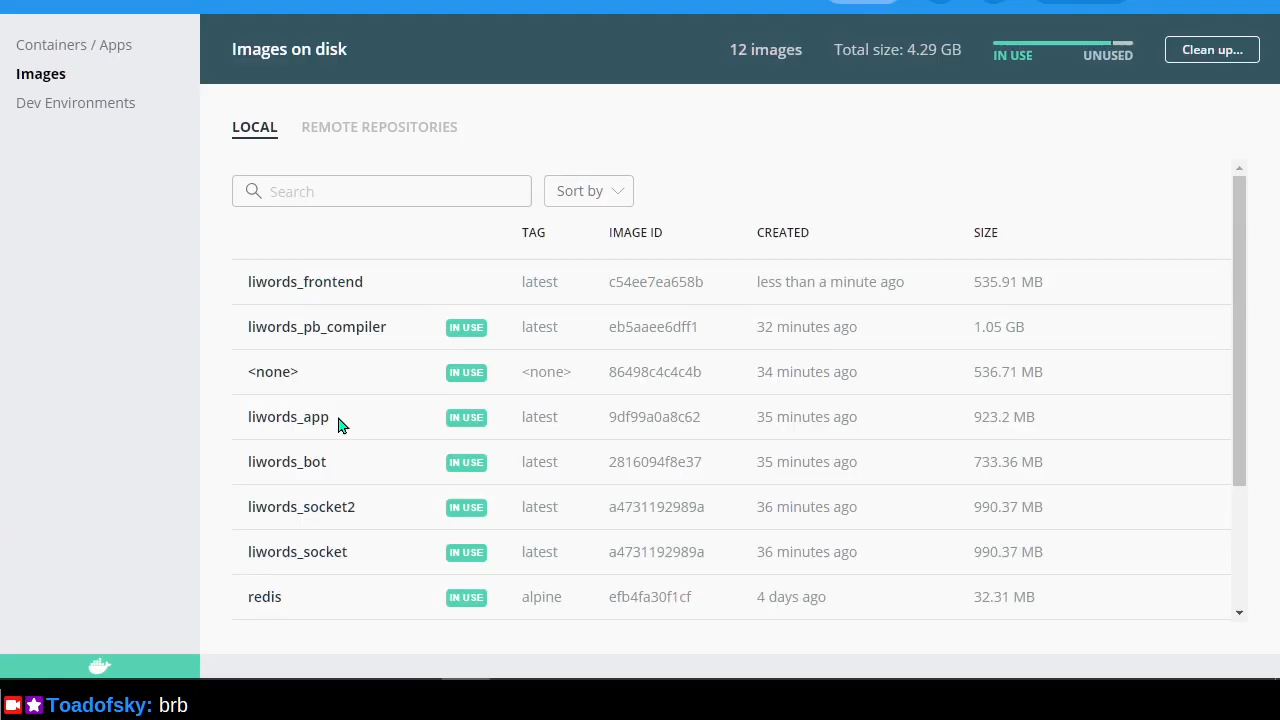 Containers / Apps
Images
Dev Environments
Images on disk 12 images Total size: 4.29 GB IN USE UNUSED Clean up...
LOCAL REMOTE REPOSITORIES
Search Sort by
TAG IMAGE ID CREATED SIZE
liwords_frontend latest c54ee7ea658b less than a minute ago 535.91 MB
liwords_pb_compiler IN USE latest eb5aaee6dff1 32 minutes ago 1.05 GB
<none> IN USE <none> 86498c4c4c4b 34 minutes ago 536.71 MB
liwords_app IN USE latest 9df99a0a8c62 35 minutes ago 923.2 MB
liwords_bot IN USE latest 2816094f8e37 35 minutes ago 733.36 MB
liwords_socket2 IN USE latest a4731192989a 36 minutes ago 990.37 MB
liwords_socket IN USE latest a4731192989a 36 minutes ago 990.37 MB
redis IN USE alpine efb4fa30f1cf 4 days ago 32.31 MB
Toadofsky: brb